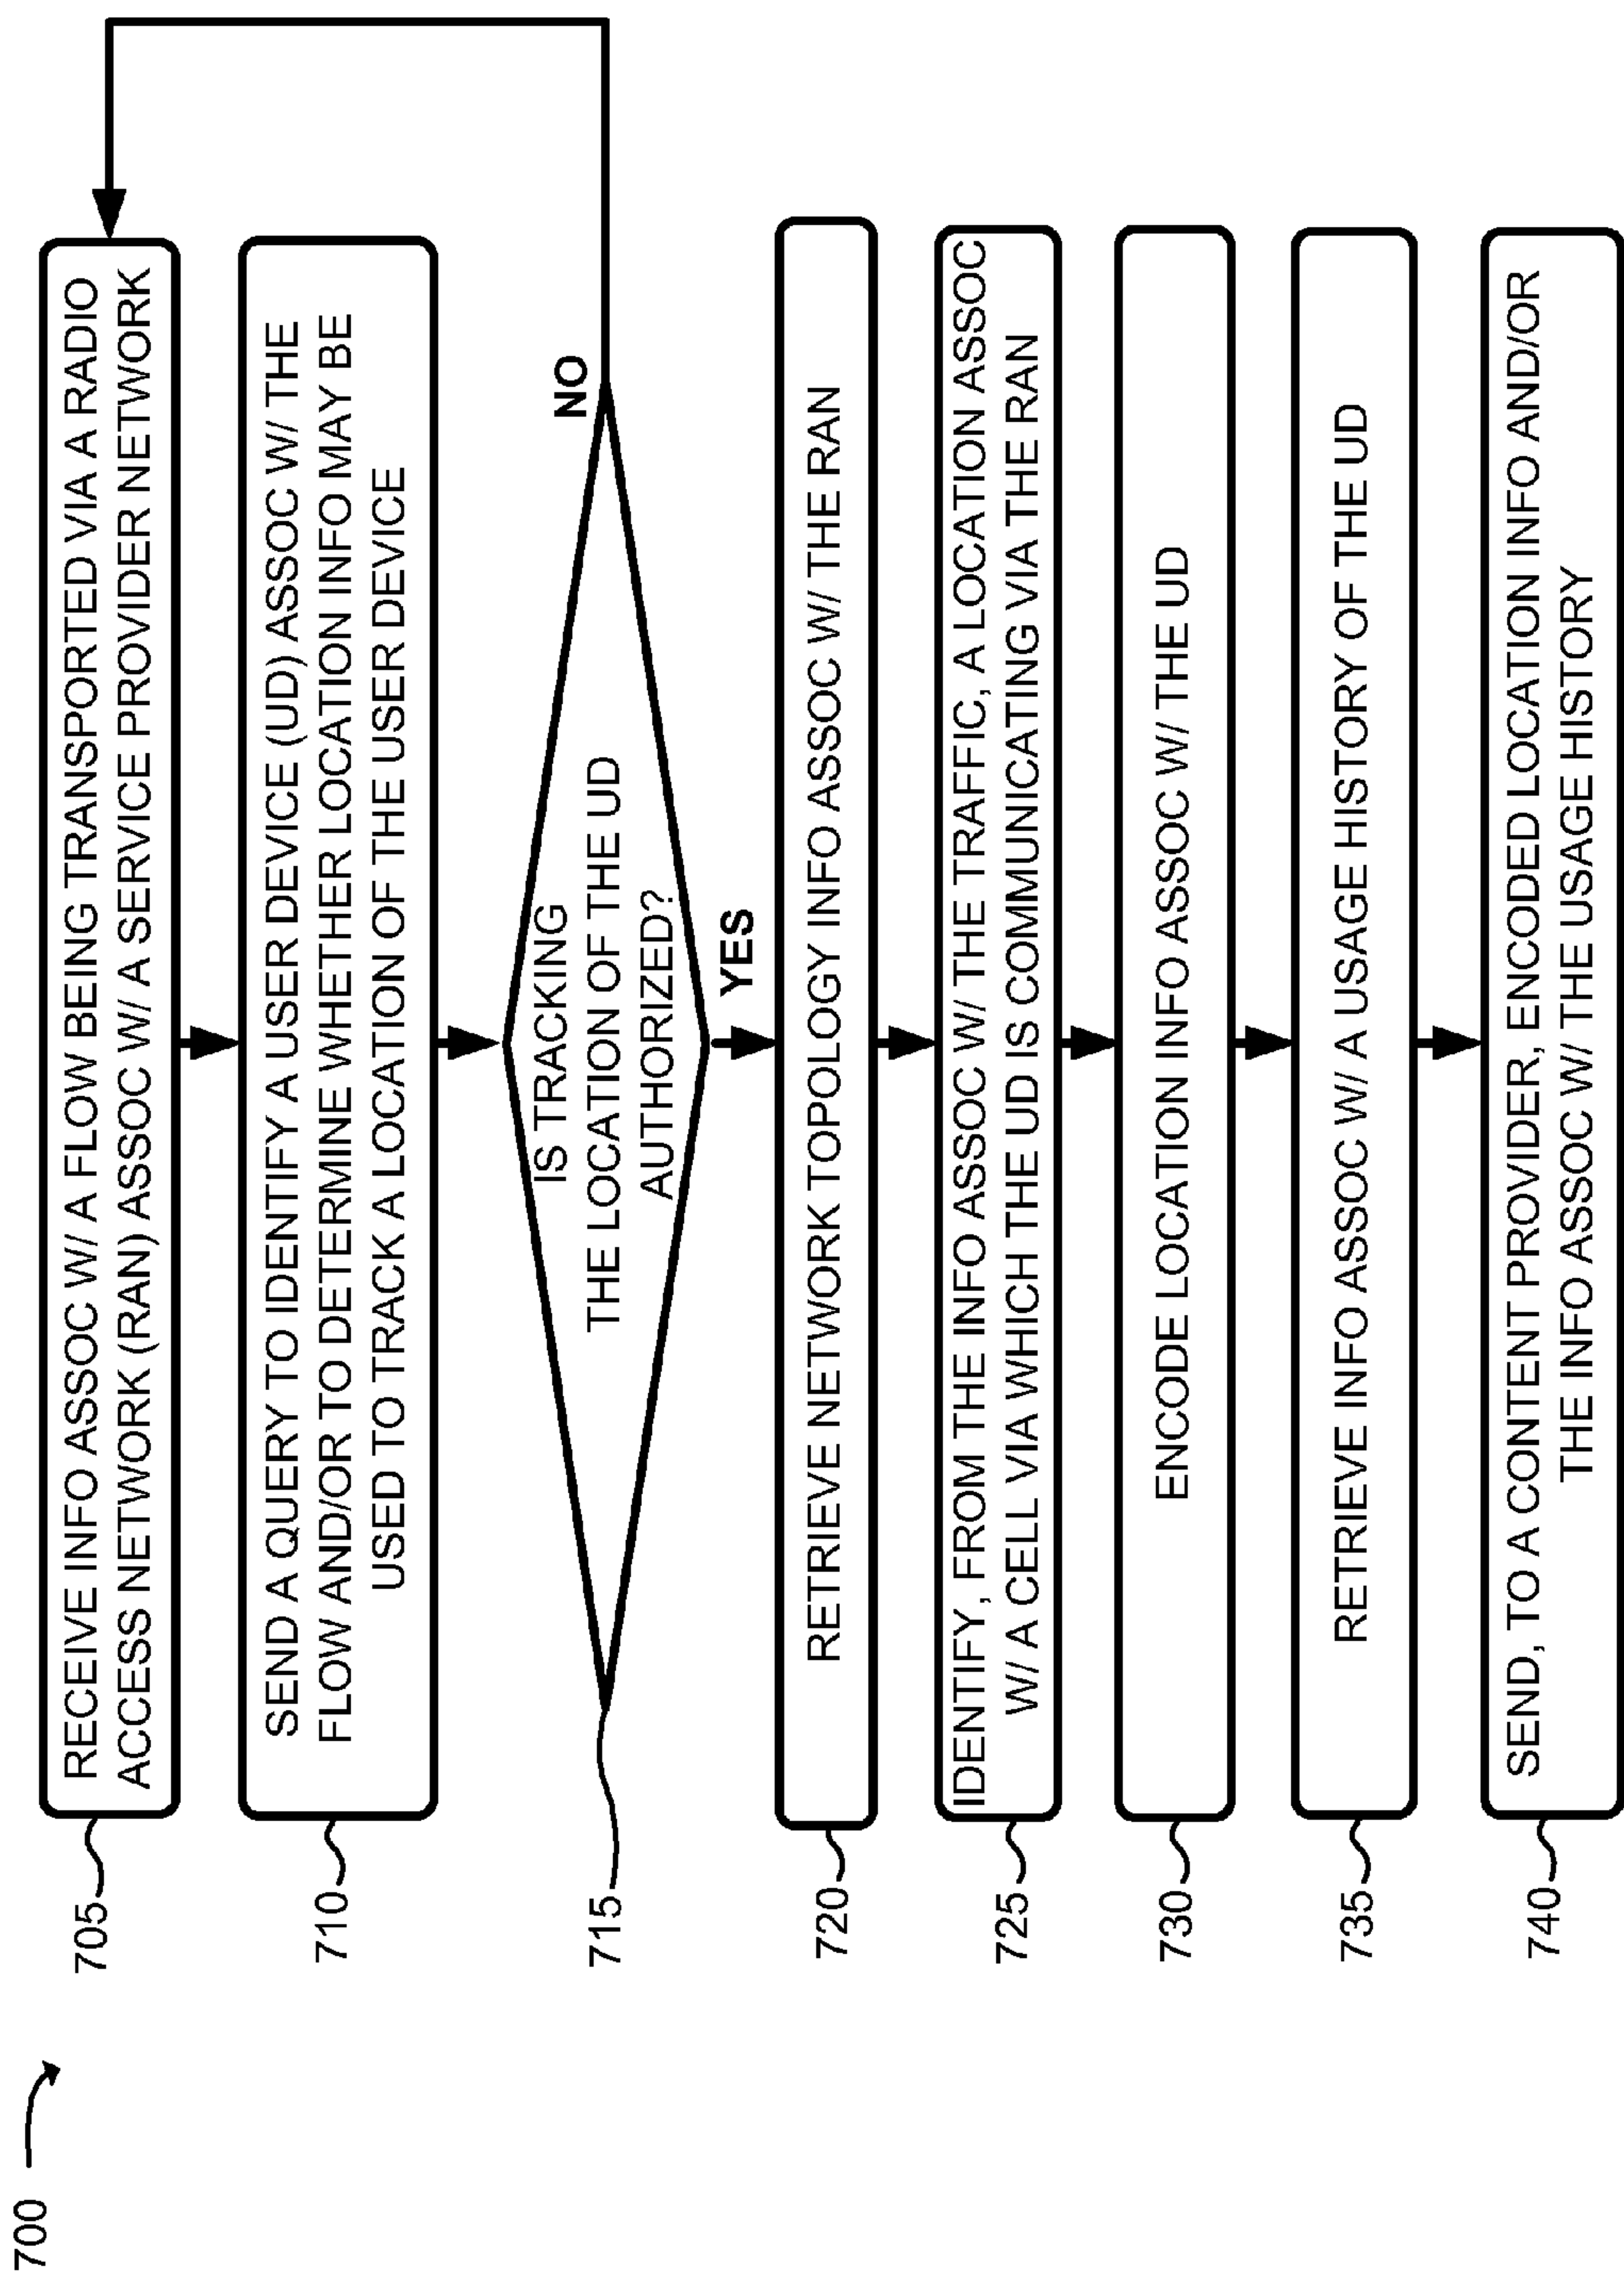 700
705
RECEIVE INFO ASSOC W/ A FLOW BEING TRANSPORTED VIA A RADIO
ACCESS NETWORK (RAN) ASSOC W/ A SERVICE PROVIDER NETWORK
710
SEND A QUERY TO IDENTIFY A USER DEVICE (UD) ASSOC W/ THE
FLOW AND/OR TO DETERMINE WHETHER LOCATION INFO MAY BE
USED TO TRACK A LOCATION OF THE USER DEVICE
715
IS TRACKING
THE LOCATION OF THE UD
AUTHORIZED?
NO
YES
720
RETRIEVE NETWORK TOPOLOGY INFO ASSOC W/ THE RAN
725
IDENTIFY, FROM THE INFO ASSOC W/ THE TRAFFIC, A LOCATION ASSOC
W/ A CELL VIA WHICH THE UD IS COMMUNICATING VIA THE RAN
730
ENCODE LOCATION INFO ASSOC W/ THE UD
735
RETRIEVE INFO ASSOC W/ A USAGE HISTORY OF THE UD
740
SEND, TO A CONTENT PROVIDER, ENCODED LOCATION INFO AND/OR
THE INFO ASSOC W/ THE USAGE HISTORY